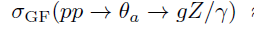 σ_GF(pp → θ_a → gZ/γ)